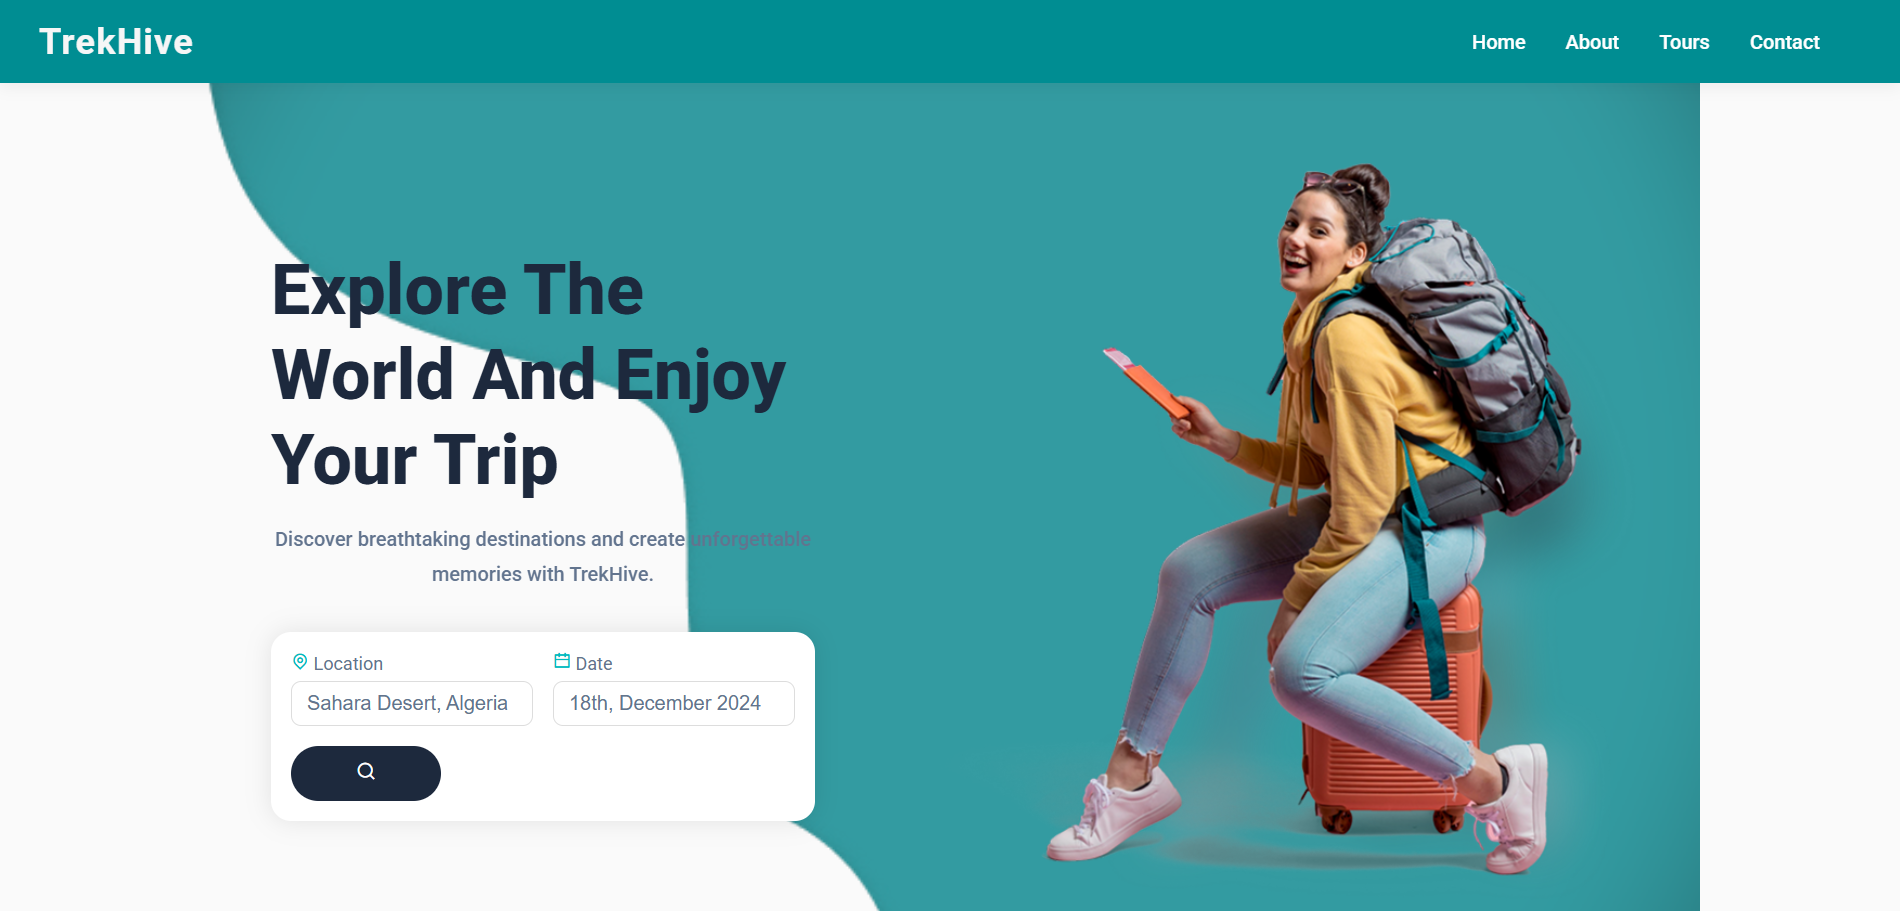 TrekHive
Home
About
Tours
Contact
Explore The
World And Enjoy
Your Trip
Discover breathtaking destinations and create unforgettable
memories with TrekHive.
Location
Date
Sahara Desert, Algeria
18th, December 2024